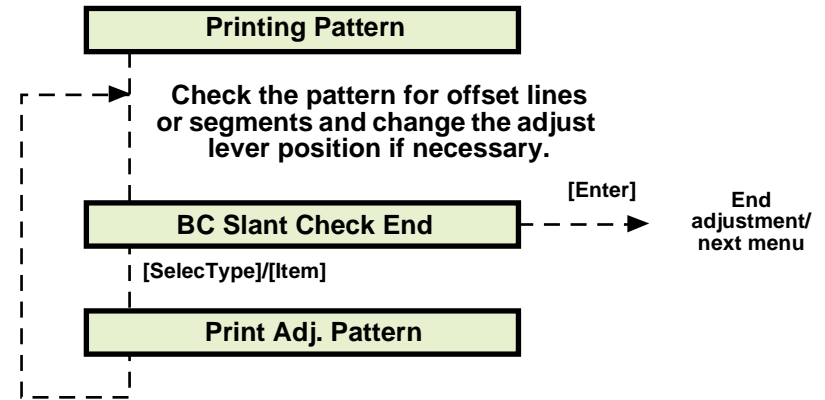 Printing Pattern
Check the pattern for offset lines
or segments and change the adjust
lever position if necessary.
[Enter]
BC Slant Check End
End
adjustment/
next menu
[SelecType]/[Item]
Print Adj. Pattern